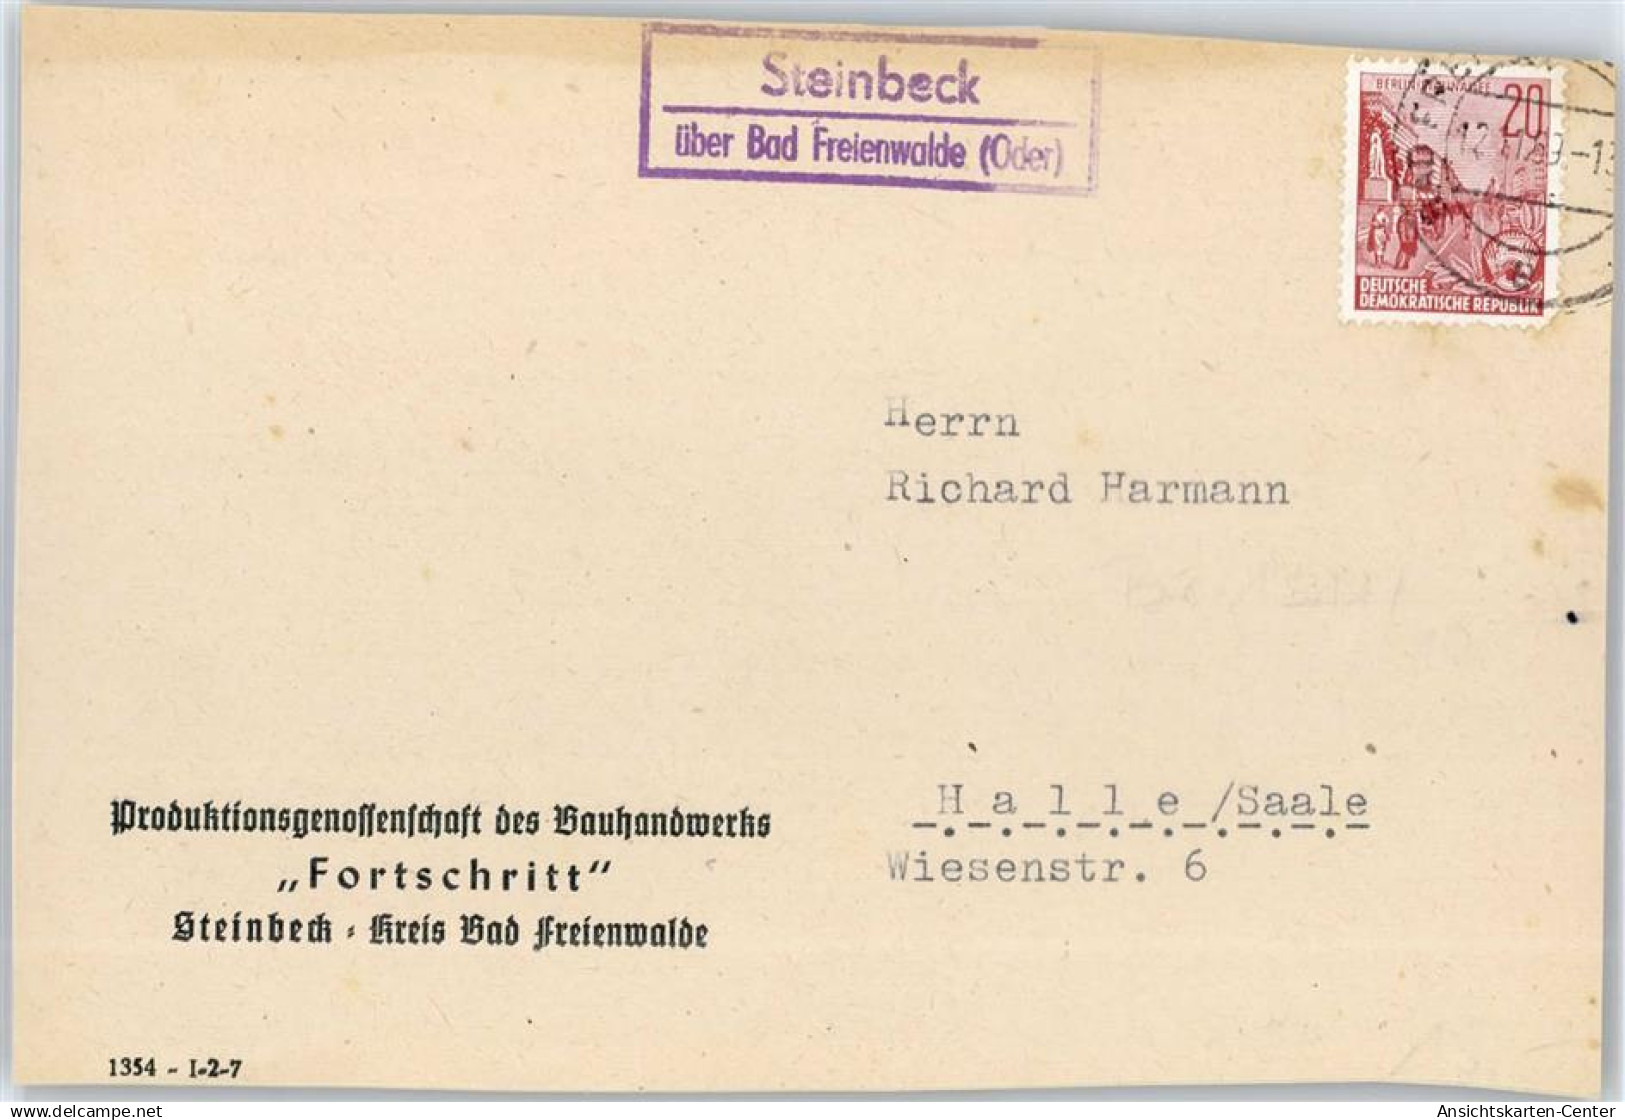 Steinbeck
über Bad Freienwalde (Oder)
20
DEUTSCHE
DEMOKRATISCHE REPUBLIK
Herrn
Richard Harmann
H a l l e /Saale
Wiesenstr. 6
Produktionsgenossenschaft des Bauhandwerks
„Fortschritt"
Steinbeck - Kreis Bad Freienwalde
1354 - I-2-7
www.delcampe.net
Ansichtskarten-Center